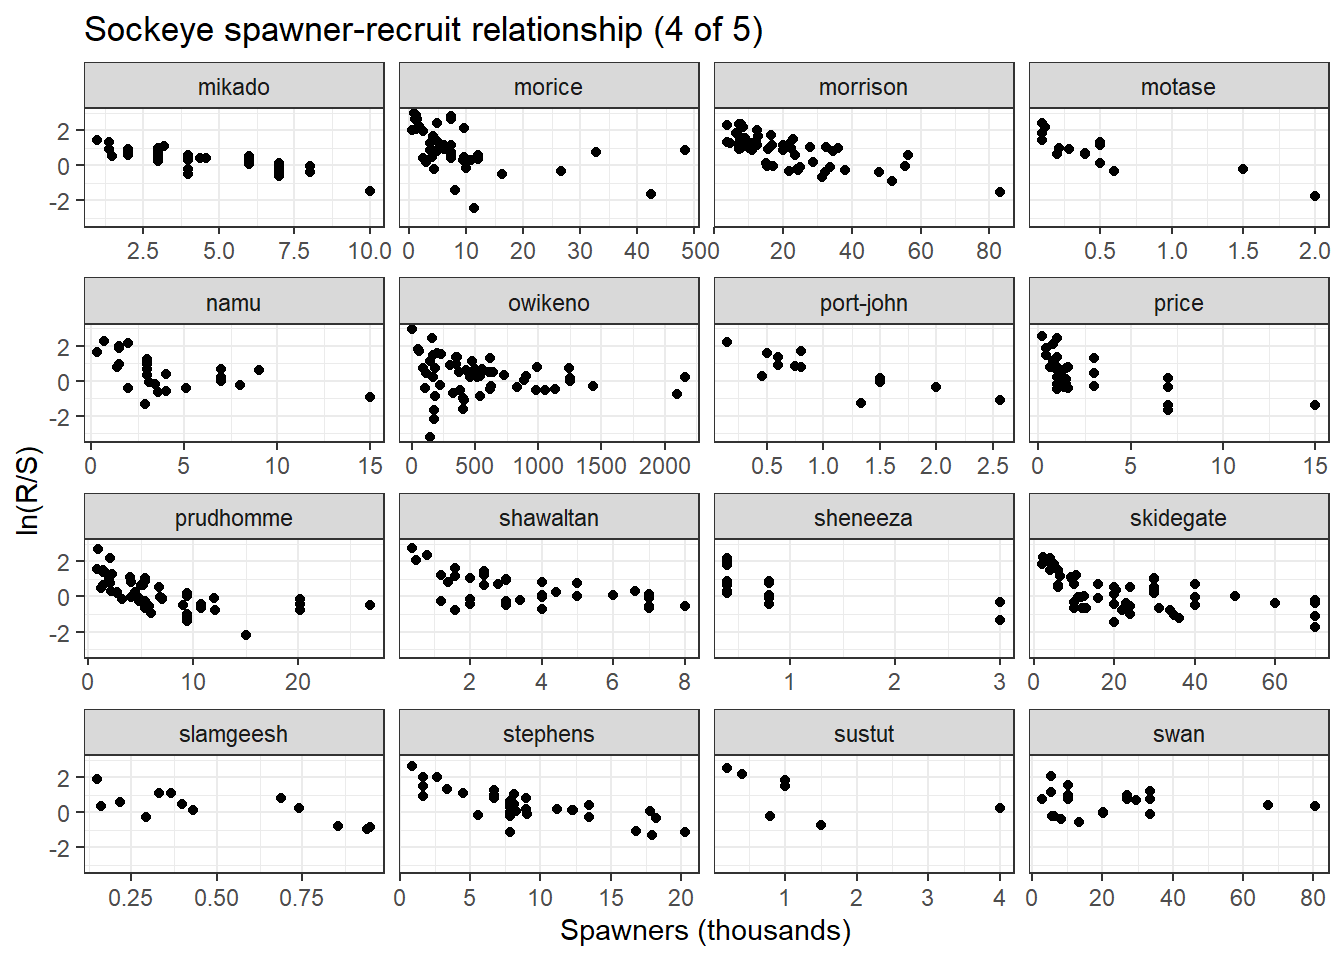 Sockeye spawner-recruit relationship (4 of 5)
mikado morice morrison motase
2 0 -2
2.5 5.0 7.5 10.0 0 10 20 30 40 50 0 20 40 60 80 0.5 1.0 1.5 2.0
namu owikeno port-john price
2 0 -2
0 5 10 15 0 500 1000 1500 2000 0.5 1.0 1.5 2.0 2.5 0 5 10 15
ln(R/S)
prudhomme shawaltan sheneeza skidegate
2 0 -2
0 10 20 2 4 6 8 1 2 3 0 20 40 60
slamgeesh stephens sustut swan
2 0 -2
0.25 0.50 0.75 0 5 10 15 20 1 2 3 4 0 20 40 60 80
Spawners (thousands)